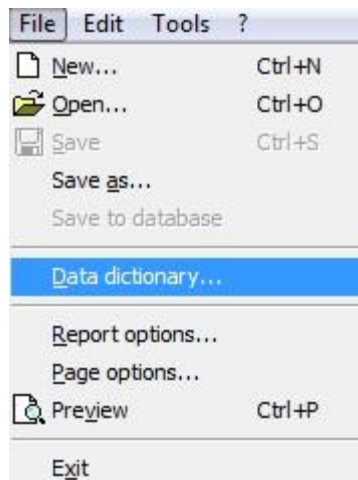 File Edit Tools ?
New... Ctrl+N
Open... Ctrl+O
Save Ctrl+S
Save as...
Save to database
Data dictionary...
Report options...
Page options...
Preview Ctrl+P
Exit